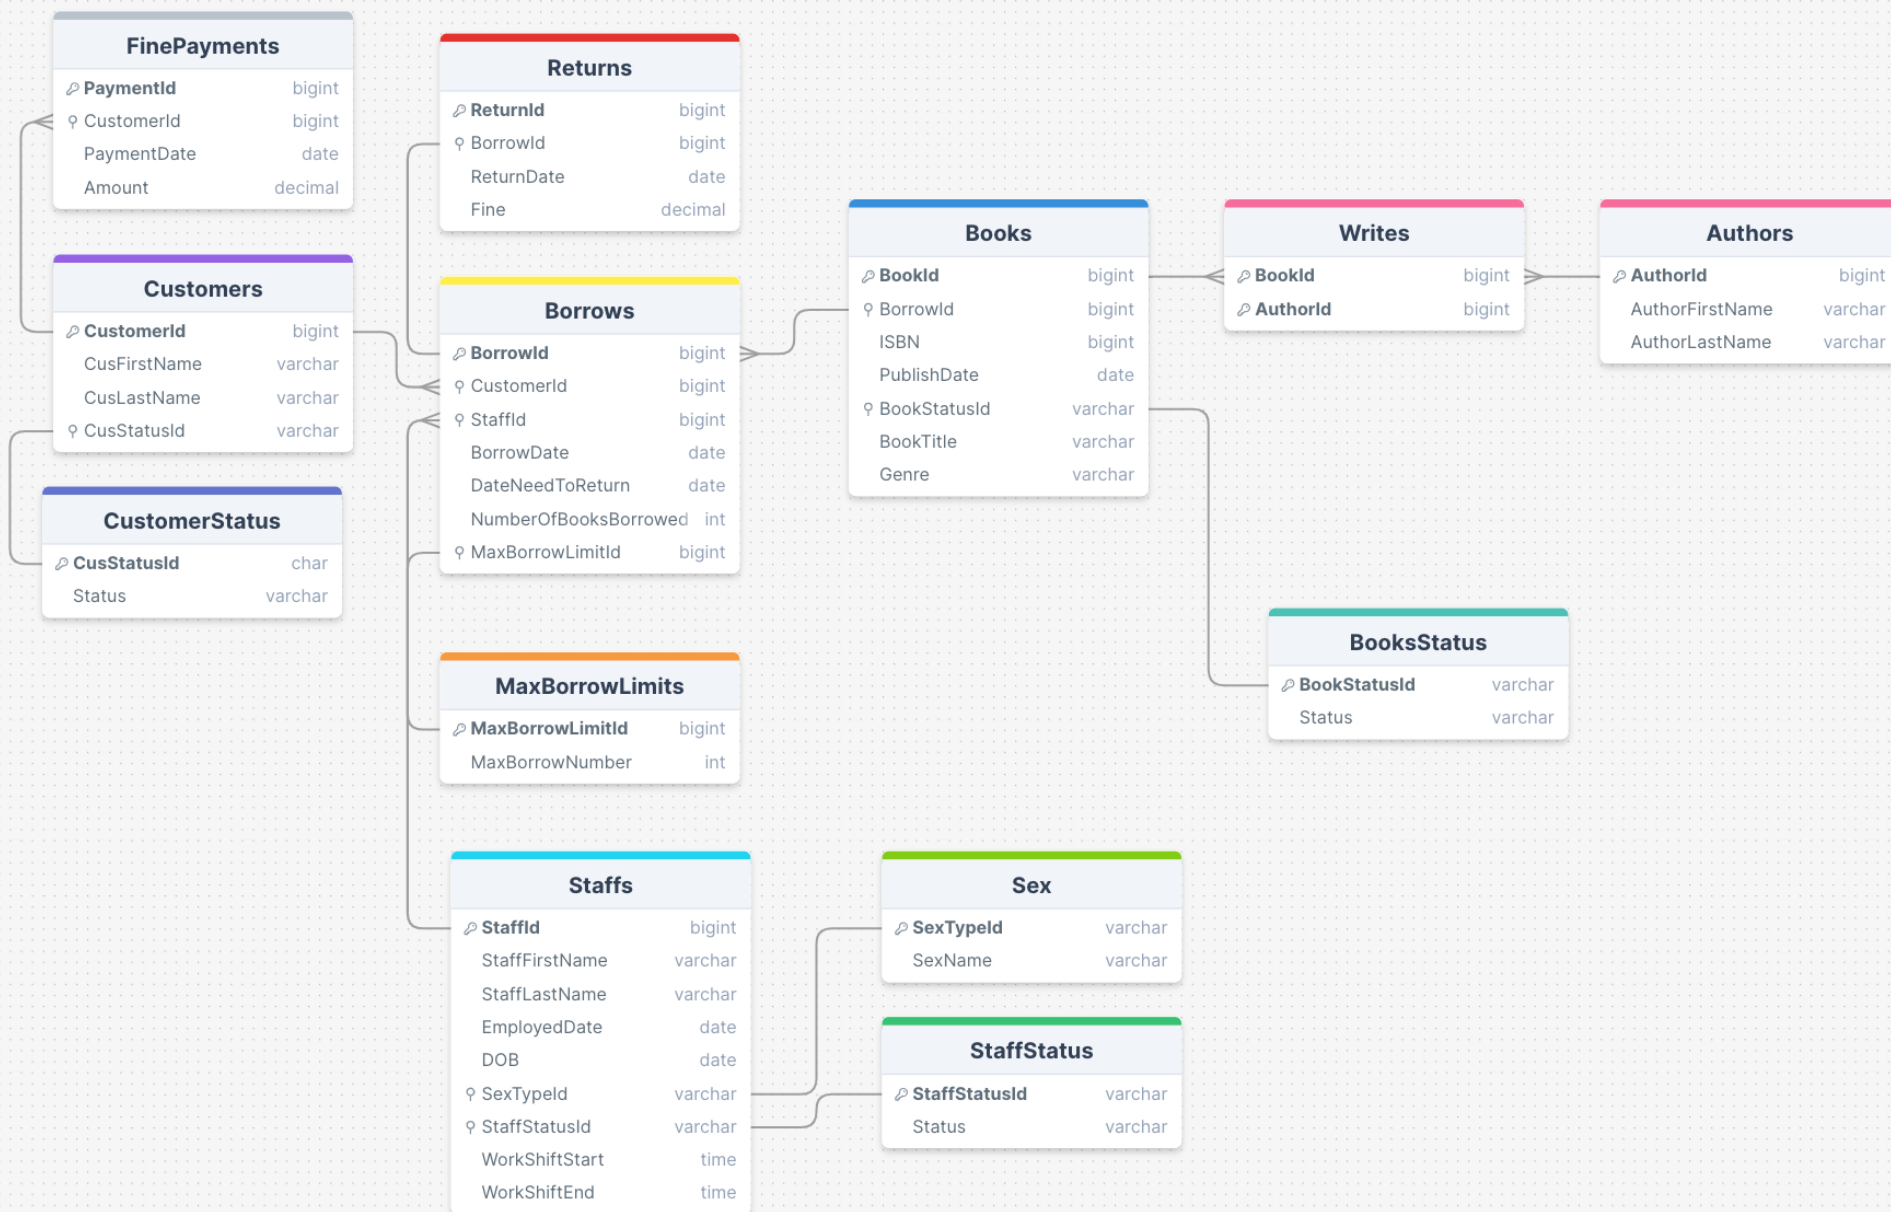 FinePayments
PaymentId bigint
CustomerId bigint
PaymentDate date
Amount decimal
Customers
CustomerId bigint
CusFirstName varchar
CusLastName varchar
CusStatusId varchar
CustomerStatus
CusStatusId char
Status varchar
Returns
ReturnId bigint
BorrowId bigint
ReturnDate date
Fine decimal
Borrows
BorrowId bigint
CustomerId bigint
StaffId bigint
BorrowDate date
DateNeedToReturn date
NumberOfBooksBorrowed int
MaxBorrowLimitId bigint
MaxBorrowLimits
MaxBorrowLimitId bigint
MaxBorrowNumber int
Staffs
StaffId bigint
StaffFirstName varchar
StaffLastName varchar
EmployedDate date
DOB date
SexTypeId varchar
StaffStatusId varchar
WorkShiftStart time
WorkShiftEnd time
Books
BookId bigint
BorrowId bigint
ISBN bigint
PublishDate date
BookStatusId varchar
BookTitle varchar
Genre varchar
Sex
SexTypeId varchar
SexName varchar
StaffStatus
StaffStatusId varchar
Status varchar
Writes
BookId bigint
AuthorId bigint
BooksStatus
BookStatusId varchar
Status varchar
Authors
AuthorId bigint
AuthorFirstName varchar
AuthorLastName varchar